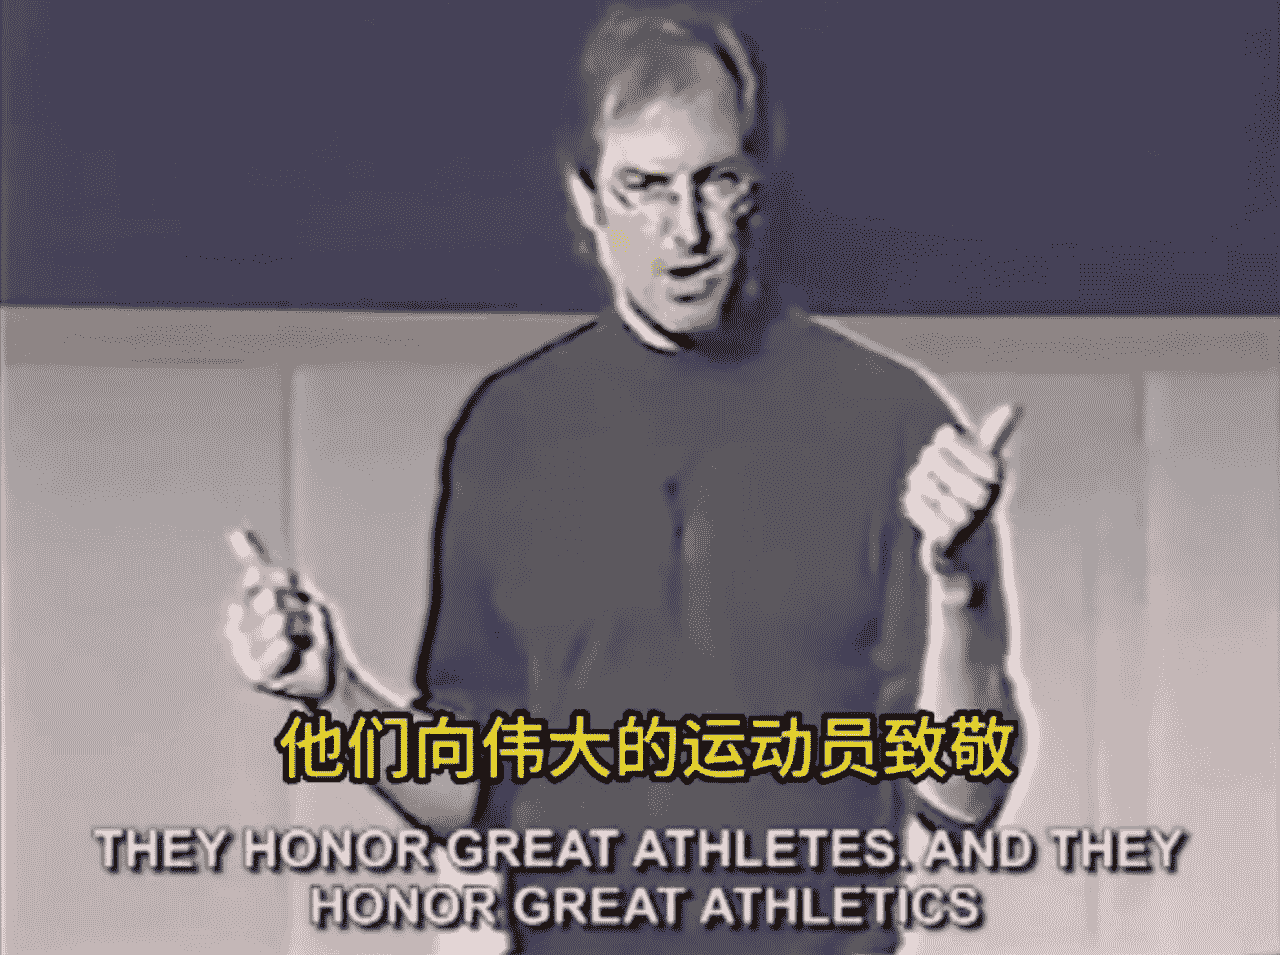 他们向伟大的运动员致敬
THEY HONOR GREAT ATHLETES. AND THEY
HONOR GREAT ATHLETICS